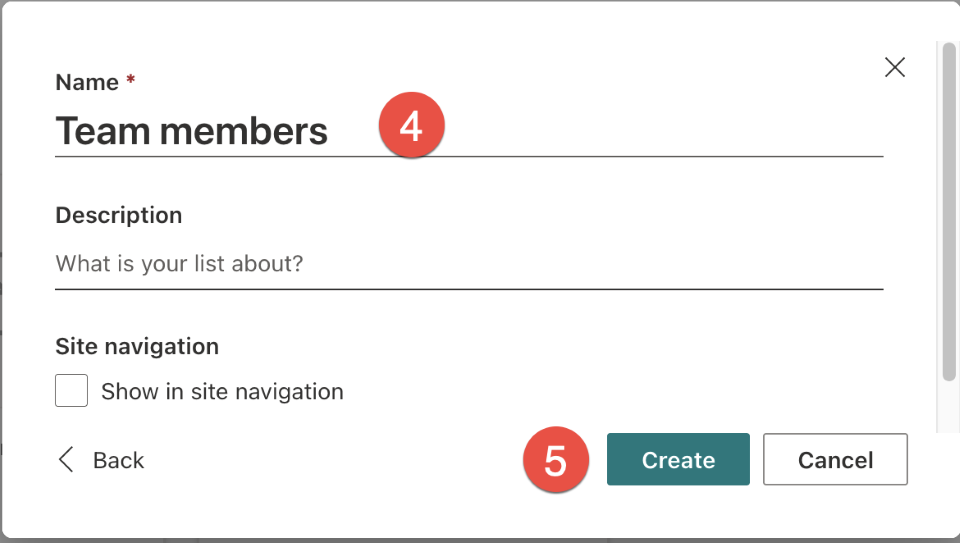 Name *
Team members 4
Description
What is your list about?
Site navigation
Show in site navigation
Back 5 Create Cancel